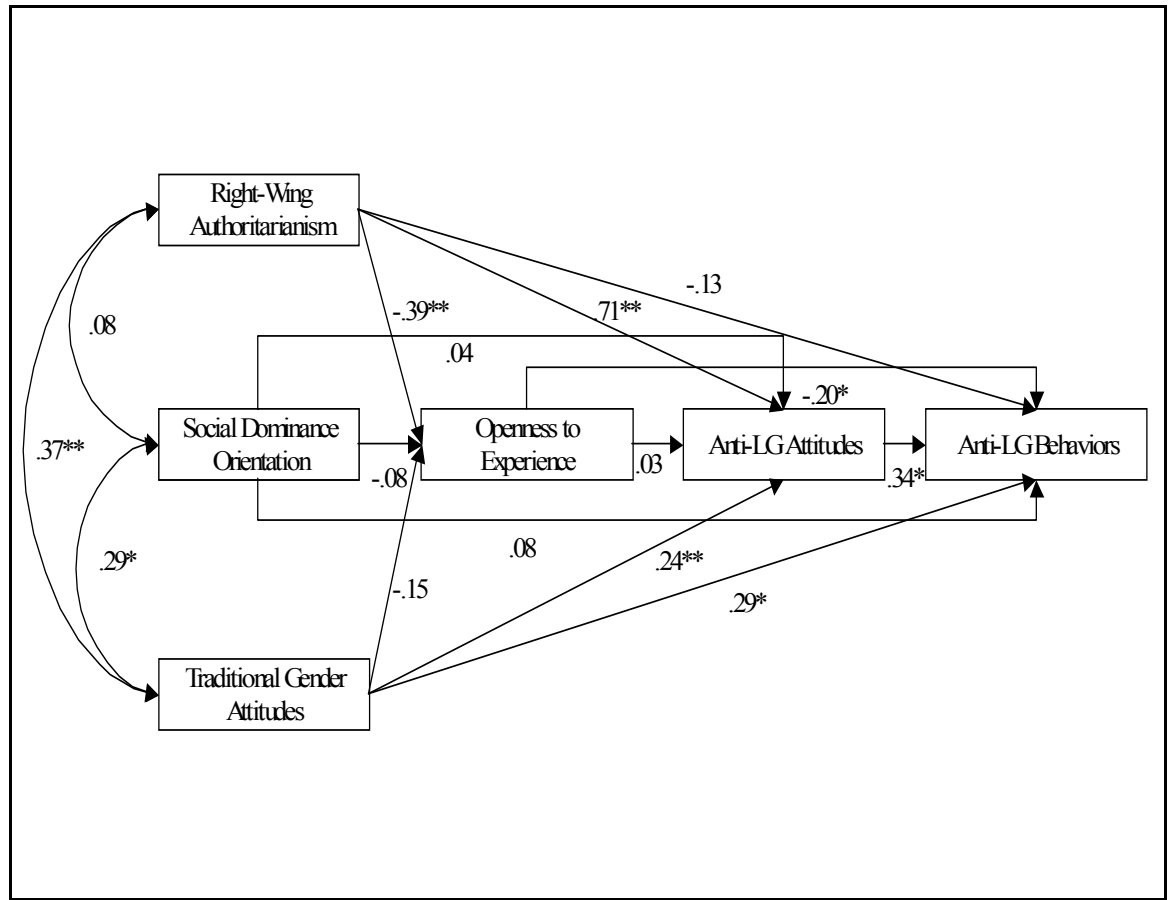 Right-Wing
Authoritarianism
-.13
-.39**
.71**
.08
.04
-.20*
Social Dominance
Orientation
Openness to
Experience
Anti-LG Attitudes
Anti-LG Behaviors
.37**
-.08
.03
.34*
.29*
.08
.24**
-.15
.29*
Traditional Gender
Attitudes